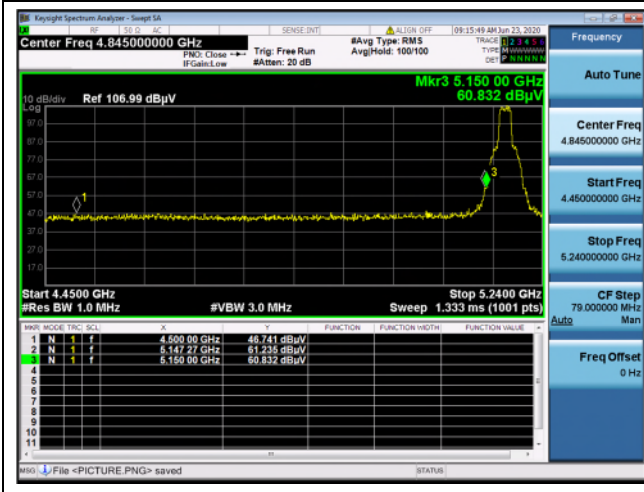 Keysight Spectrum Analyzer - Swept SA
RF 50 Ω AC SENSE:INT ALIGN OFF 09:15:49 AM Jun 23, 2020
Center Freq 4.845000000 GHz
PNO: Close
IFGain:Low
Trig: Free Run
#Atten: 20 dB
#Avg Type: RMS
Avg|Hold: 100/100
TRACE 1 2 3 4 5 6
TYPE M W W W W W
DET P N N N N N
Mkr3 5.150 00 GHz
60.832 dBµV
10 dB/div Ref 106.99 dBµV
Log
97.0
87.0
77.0
67.0
57.0
47.0
37.0
27.0
17.0
1
3
Start 4.4500 GHz
Stop 5.2400 GHz
#Res BW 1.0 MHz #VBW 3.0 MHz Sweep 1.333 ms (1001 pts)
MKR MODE TRC SCL X Y FUNCTION FUNCTION WIDTH FUNCTION VALUE
1 N 1 f 4.500 00 GHz 46.741 dBµV
2 N 1 f 5.147 27 GHz 61.235 dBµV
3 N 1 f 5.150 00 GHz 60.832 dBµV
4
5
6
7
8
9
10
11
MSG File <PICTURE.PNG> saved STATUS
Frequency
Auto Tune
Center Freq
4.845000000 GHz
Start Freq
4.450000000 GHz
Stop Freq
5.240000000 GHz
CF Step
79.000000 MHz
Auto Man
Freq Offset
0 Hz